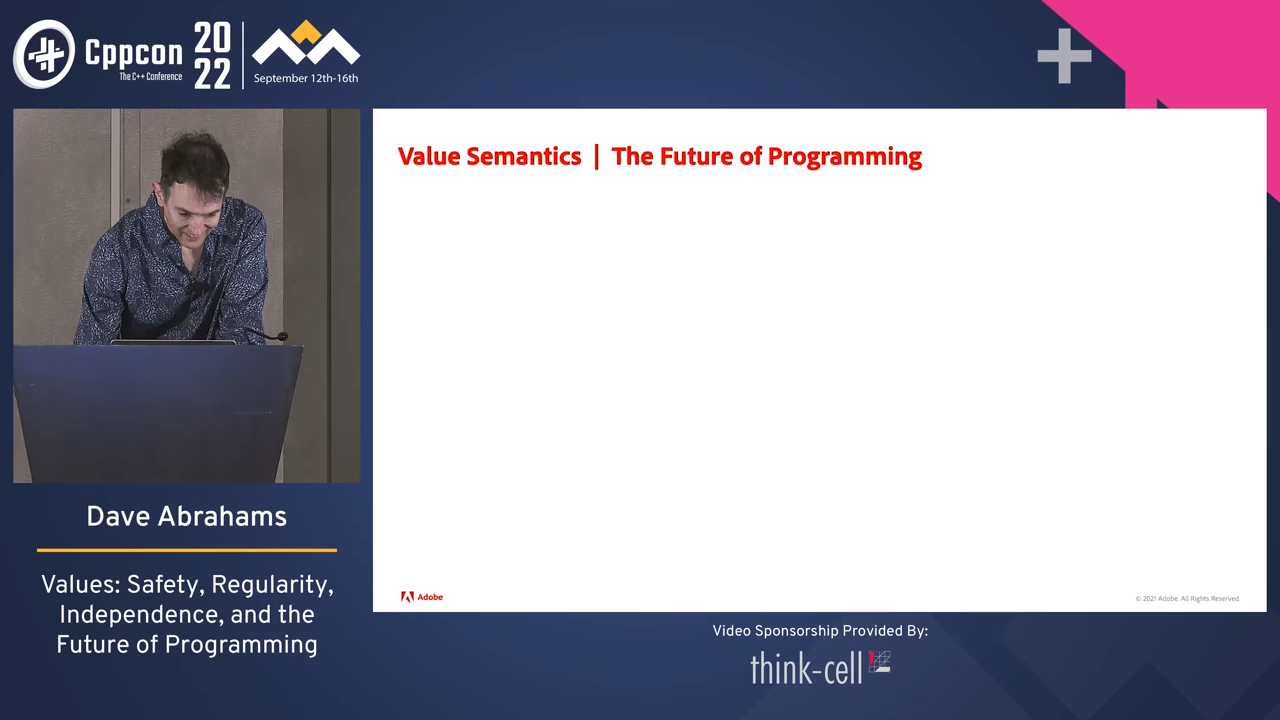 Cppcon
The C++ Conference
20
22
September 12th-16th
Value Semantics | The Future of Programming
Adobe
© 2021 Adobe. All Rights Reserved.
Dave Abrahams
Values: Safety, Regularity,
Independence, and the
Future of Programming
Video Sponsorship Provided By:
think-cell